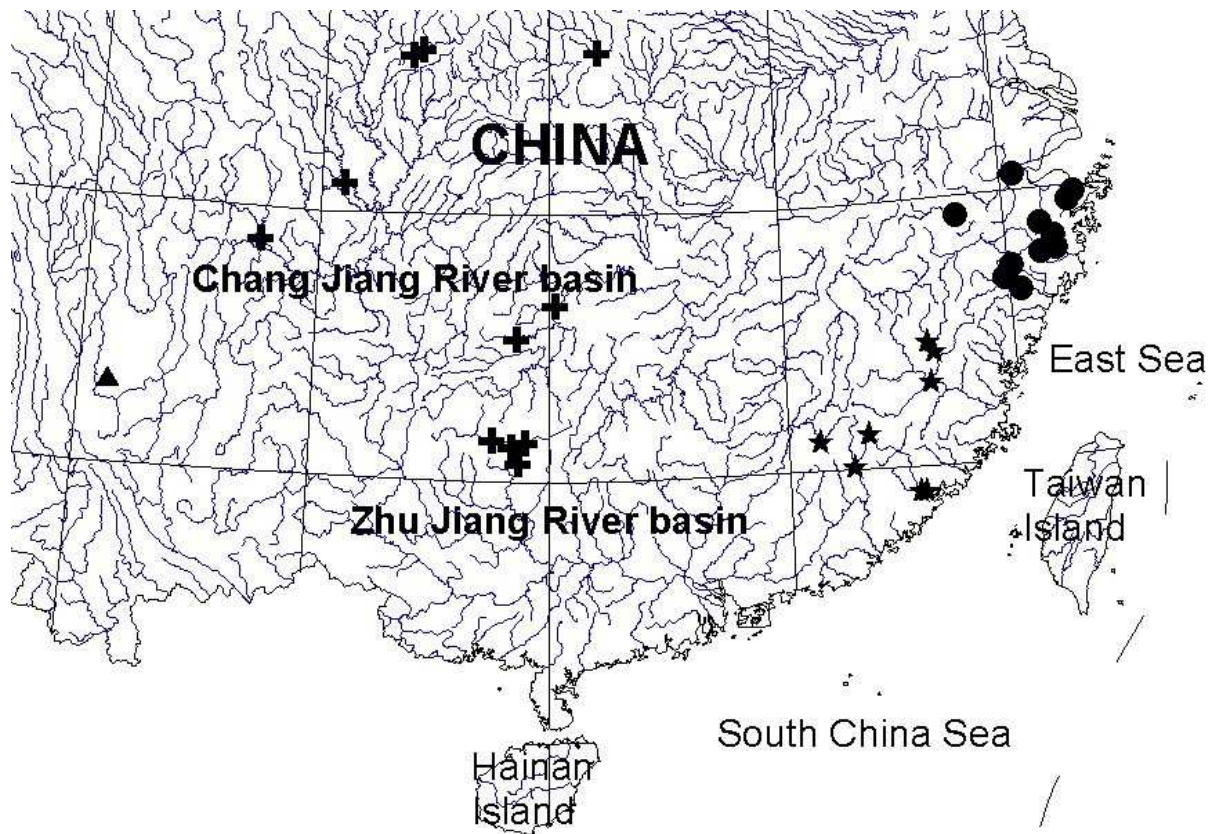 CHINA
Chang Jiang River basin
East Sea
Taiwan
Island
Zhu Jiang River basin
South China Sea
Hainan
Island